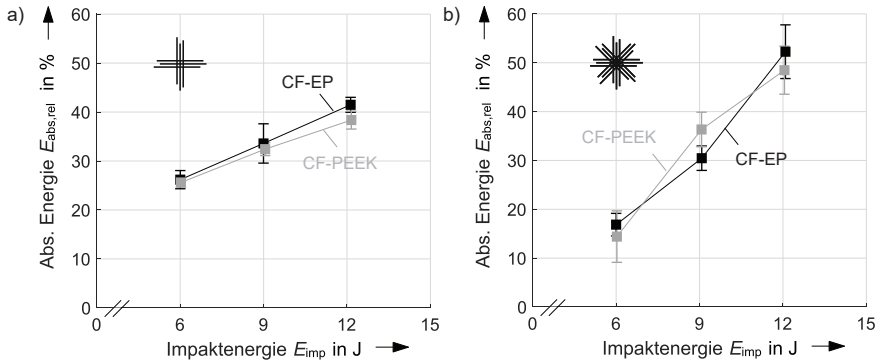 a)
Abs. Energie Eabs,rel in %
60
50
40
30
20
10
0
CF-EP
CF-PEEK
0
6
9
12
15
Impaktenergie Eimp in J
b)
Abs. Energie Eabs,rel in %
60
50
40
30
20
10
0
CF-PEEK
CF-EP
0
6
9
12
15
Impaktenergie Eimp in J